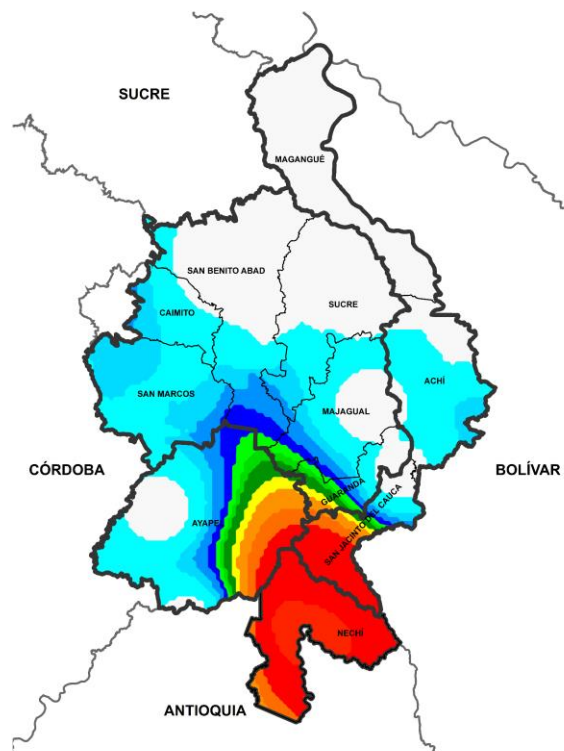 SUCRE
MAGANGUÉ
SAN BENITO ABAD
SUCRE
CAIMITO
ACHÍ
SAN MARCOS
MAJAGUAL
CÓRDOBA
BOLÍVAR
GUARANDA
AYAPE
SAN JACINTO DEL CAUCA
NECHÍ
ANTIOQUIA